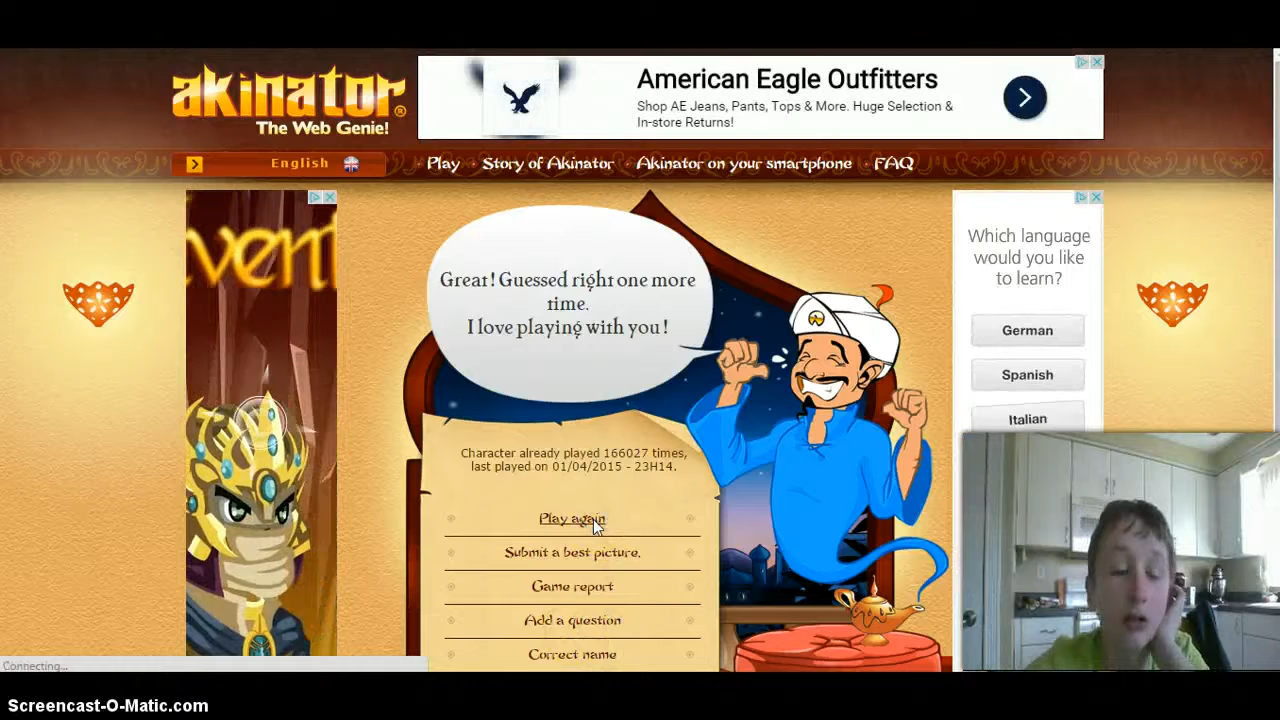 akinator®
The Web Genie!
American Eagle Outfitters
Shop AE Jeans, Pants, Tops & More. Huge Selection &
In-store Returns!
English
· Play · Story of Akinator · Akinator on your smartphone · FAQ
Great! Guessed right one more
time.
I love playing with you!
Which language
would you like
to learn?
German
Spanish
Italian
Character already played 166027 times,
last played on 01/04/2015 - 23H14.
Play again
Submit a best picture.
Game report
Add a question
Correct name
Connecting...
Screencast-O-Matic.com